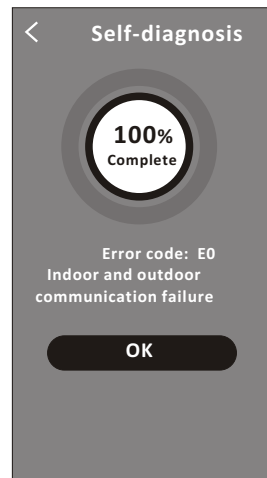 Self-diagnosis
100%
Complete
Error code: E0
Indoor and outdoor
communication failure
OK